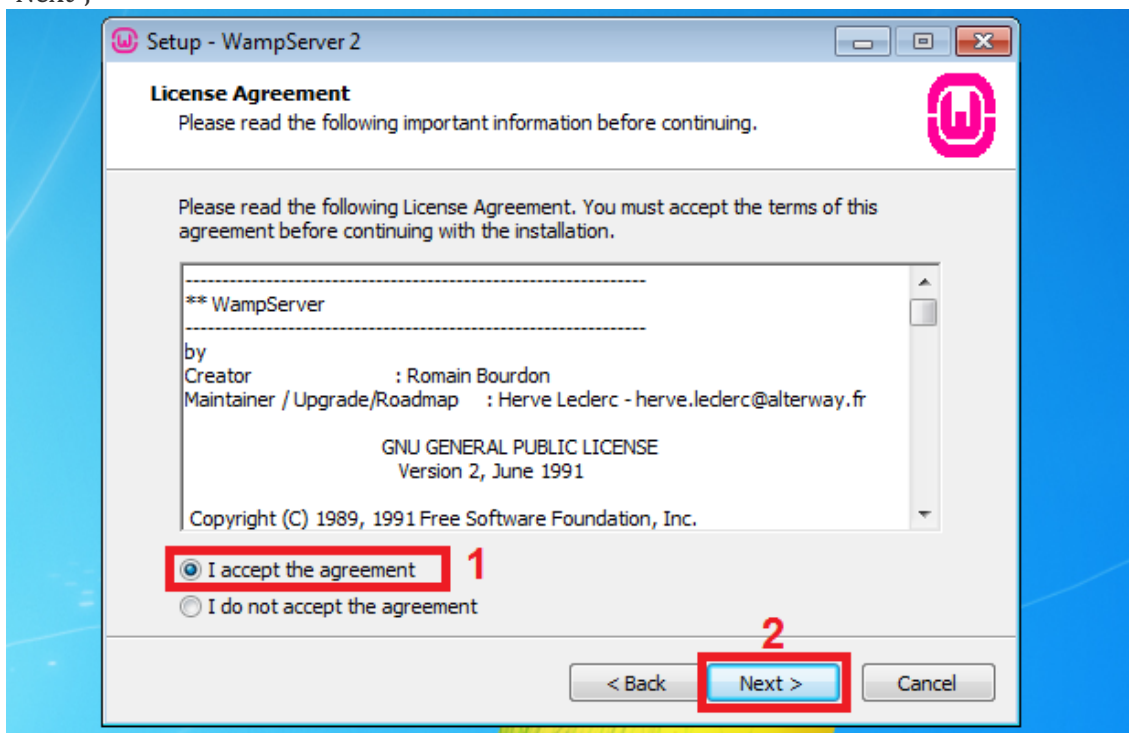 Setup - WampServer 2
License Agreement
Please read the following important information before continuing.
Please read the following License Agreement. You must accept the terms of this
agreement before continuing with the installation.
----------------------------------------------------------------
** WampServer
----------------------------------------------------------------
by
Creator : Romain Bourdon
Maintainer / Upgrade/Roadmap : Herve Leclerc - herve.leclerc@alterway.fr
GNU GENERAL PUBLIC LICENSE
Version 2, June 1991
Copyright (C) 1989, 1991 Free Software Foundation, Inc.
I accept the agreement 1
I do not accept the agreement
2
< Back Next > Cancel